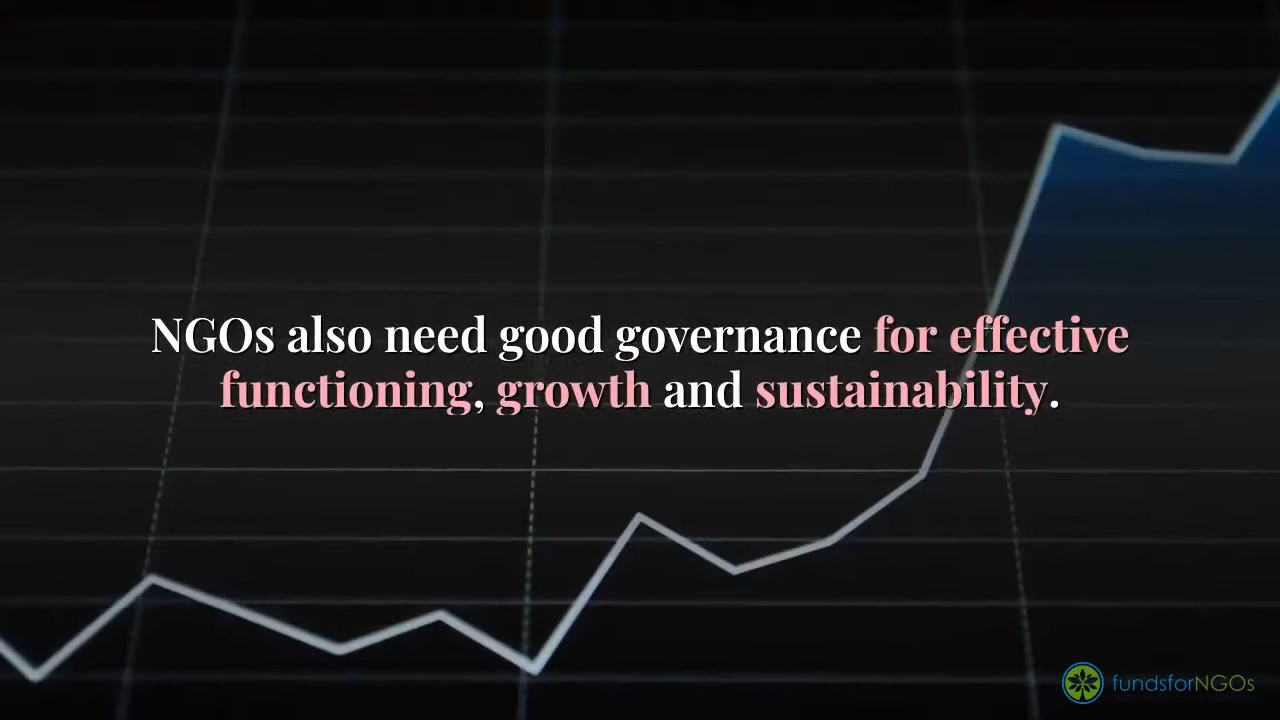 NGOs also need good governance for effective
functioning, growth and sustainability.
fundsforNGOs